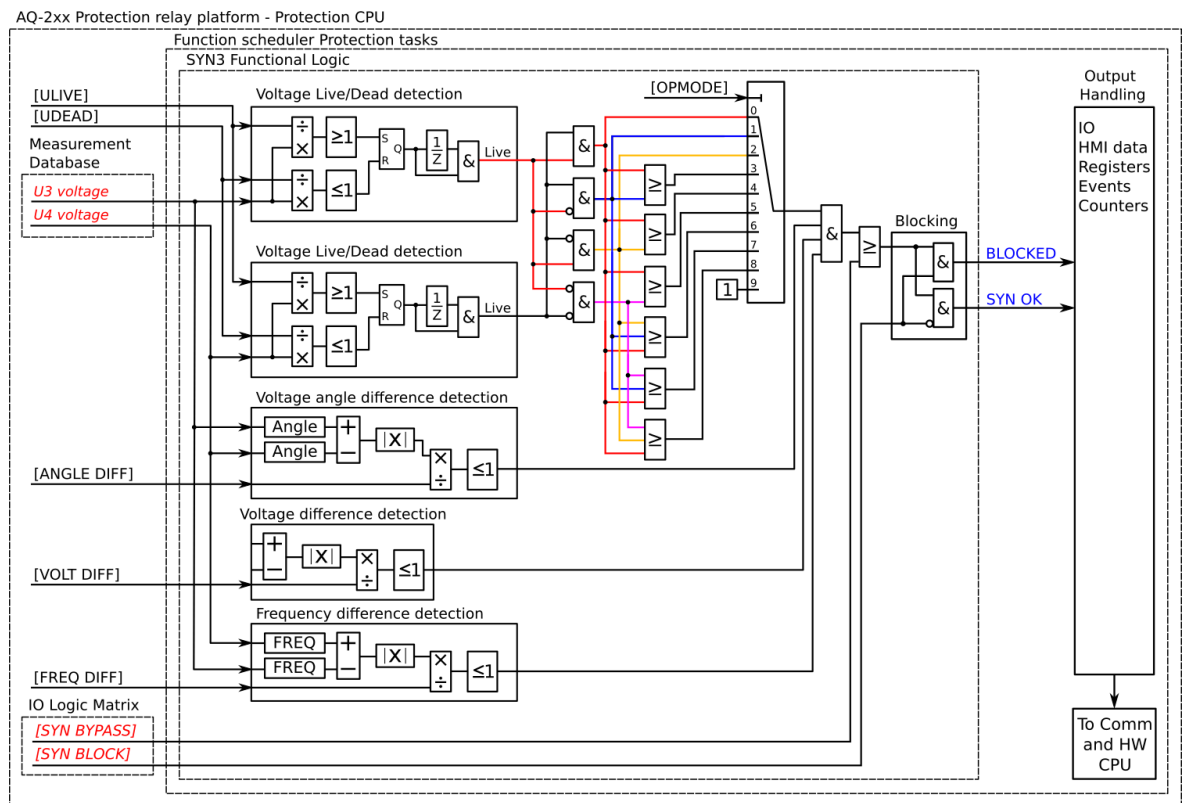 AQ-2xx Protection relay platform - Protection CPU
Function scheduler Protection tasks
SYN3 Functional Logic
[ULIVE]
[UDEAD]
Measurement
Database
U3 voltage
U4 voltage
Voltage Live/Dead detection
÷
×
≥1
÷
×
≤1
S
Q
R
1
Z
&
Live
Voltage Live/Dead detection
÷
×
≥1
÷
×
≤1
S
Q
R
1
Z
&
Live
&
&
&
&
≥
≥
≥
≥
≥
≥
[OPMODE]
0
1
2
3
4
5
6
7
8
9
1
&
≥
Blocking
&
&
BLOCKED
SYN OK
Output
Handling
IO
HMI data
Registers
Events
Counters
To Comm
and HW
CPU
Voltage angle difference detection
Angle
Angle
+
−
|X|
×
÷
≤1
[ANGLE DIFF]
Voltage difference detection
+
−
|X|
×
÷
≤1
[VOLT DIFF]
Frequency difference detection
FREQ
FREQ
+
−
|X|
×
÷
≤1
[FREQ DIFF]
IO Logic Matrix
[SYN BYPASS]
[SYN BLOCK]